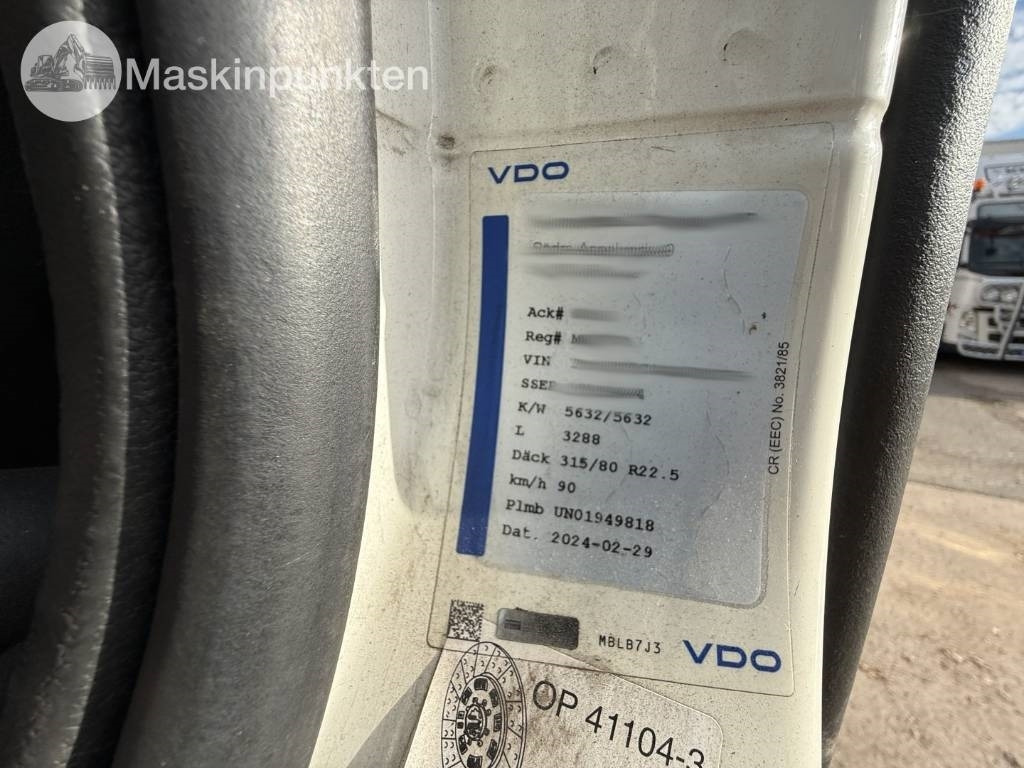 Maskinpunkten
VDO
Ack#
Reg#
VIN
K/W 5632/5632
L 3288
Däck 315/80 R22.5
km/h 90
Plmb UN01949818
Dat. 2024-02-29
CR (EEC) No. 3821/85
MBLB7J3 VDO
OP 41104-3